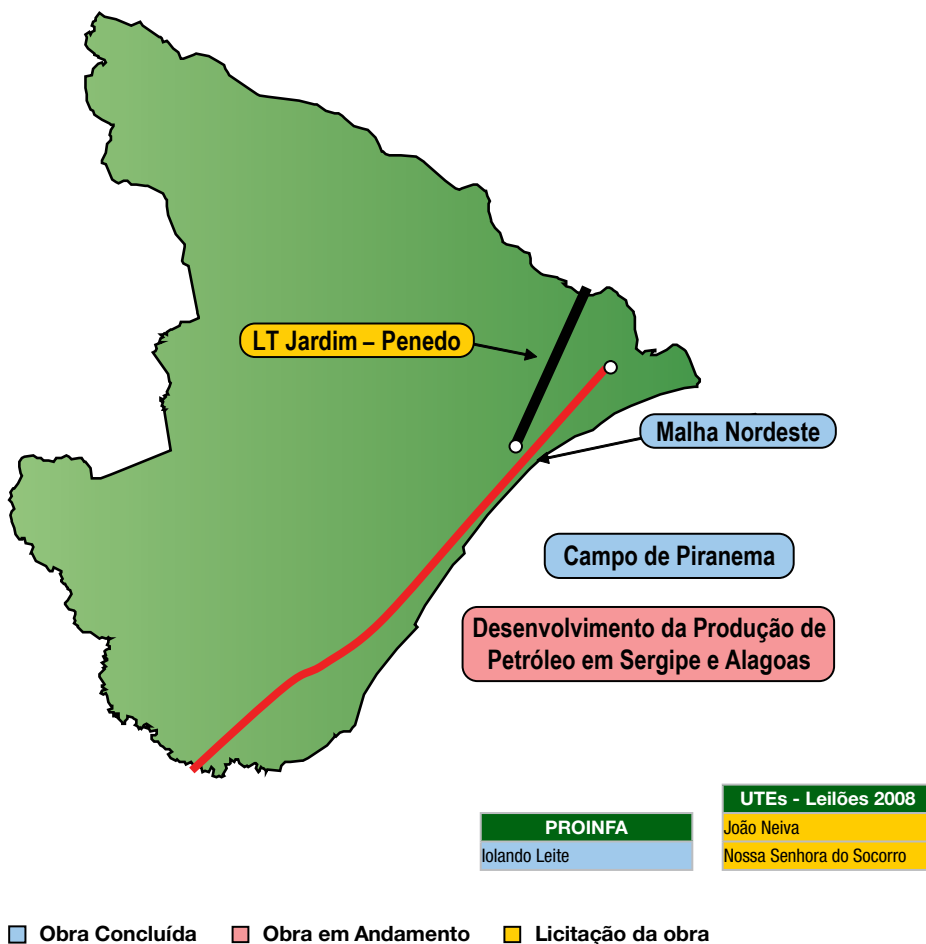 LT Jardim – Penedo
Malha Nordeste
Campo de Piranema
Desenvolvimento da Produção de
Petróleo em Sergipe e Alagoas
PROINFA
Iolando Leite
UTEs - Leilões 2008
João Neiva
Nossa Senhora do Socorro
Obra Concluída
Obra em Andamento
Licitação da obra